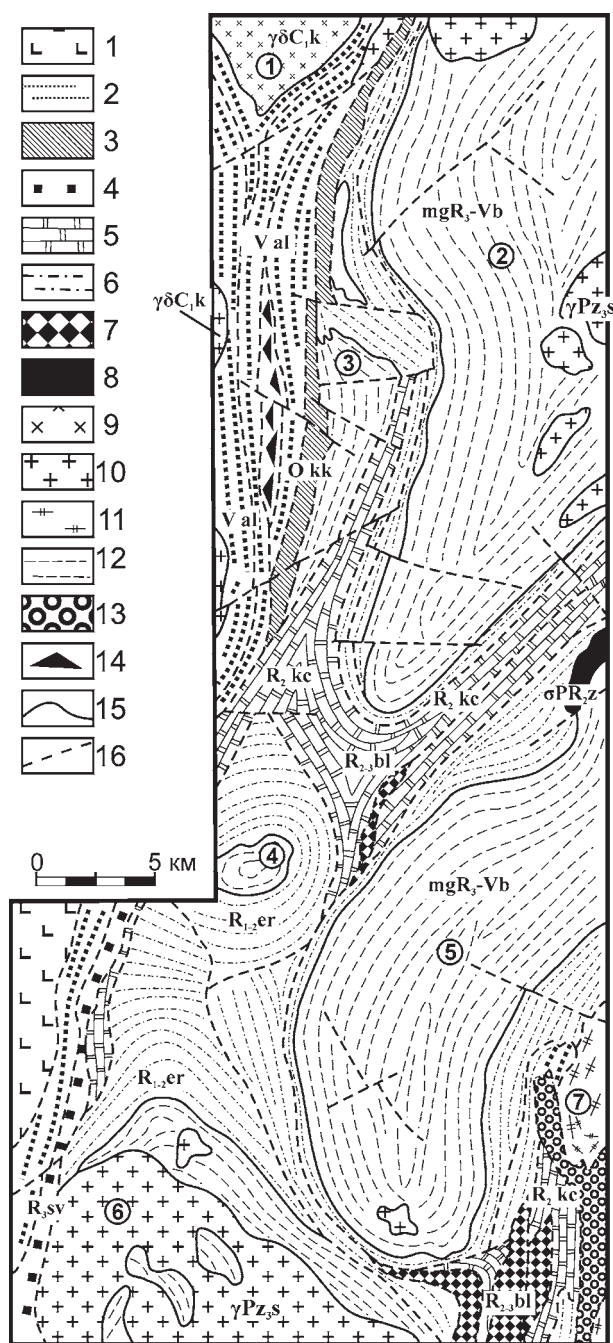 1
2
3
4
5
6
7
8
9
10
11
12
13
14
15
16
0 5 км
γδC₁k
1
mgR₃-Vb
2
V al
γδC₁k
γPz₃s
3
O kk
V al
R₂ kc
R₂ kc
σPR₂z
R₂₋₃bl
4
mgR₃-Vb
R₁₋₂er
5
R₁₋₂er
7
R₂ kc
R₃sv
6
R₂₋₃bl
γPz₃s